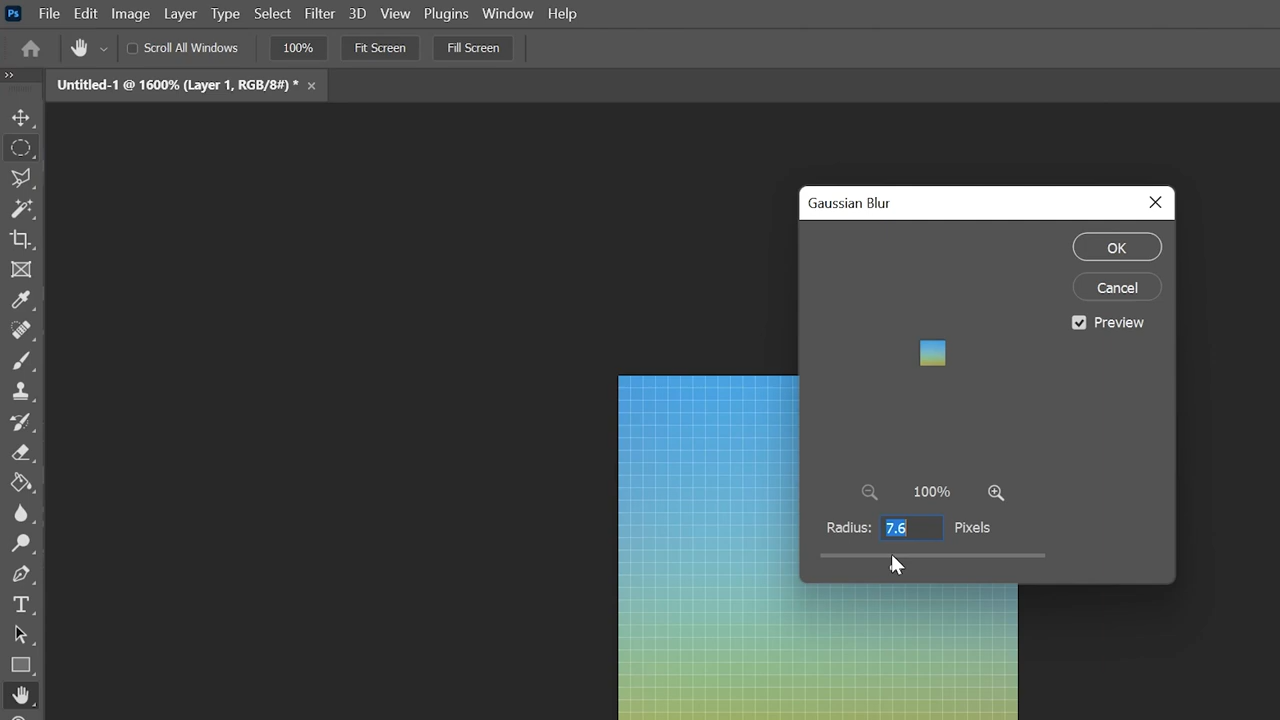 Ps File Edit Image Layer Type Select Filter 3D View Plugins Window Help
Scroll All Windows 100% Fit Screen Fill Screen
Untitled-1 @ 1600% (Layer 1, RGB/8#) *
Gaussian Blur
OK
Cancel
Preview
100%
Radius: 7.6 Pixels